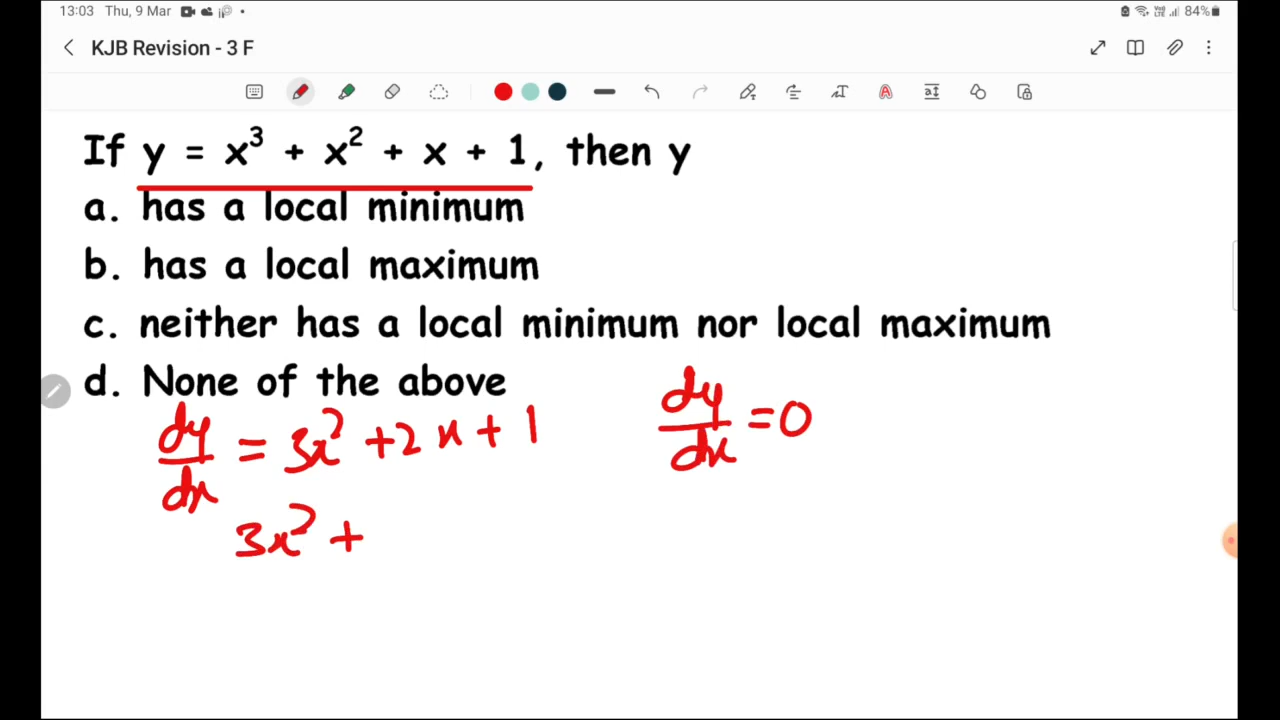 13:03 Thu, 9 Mar 84%
KJB Revision - 3 F
If y = x³ + x² + x + 1, then y
a. has a local minimum
b. has a local maximum
c. neither has a local minimum nor local maximum
d. None of the above
dy/dx = 3x² + 2x + 1
dy/dx = 0
3x² +